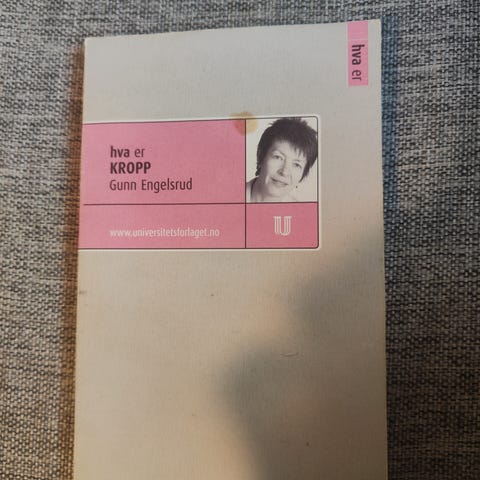 hva er
hva er
KROPP
Gunn Engelsrud
www.universitetsforlaget.no
U